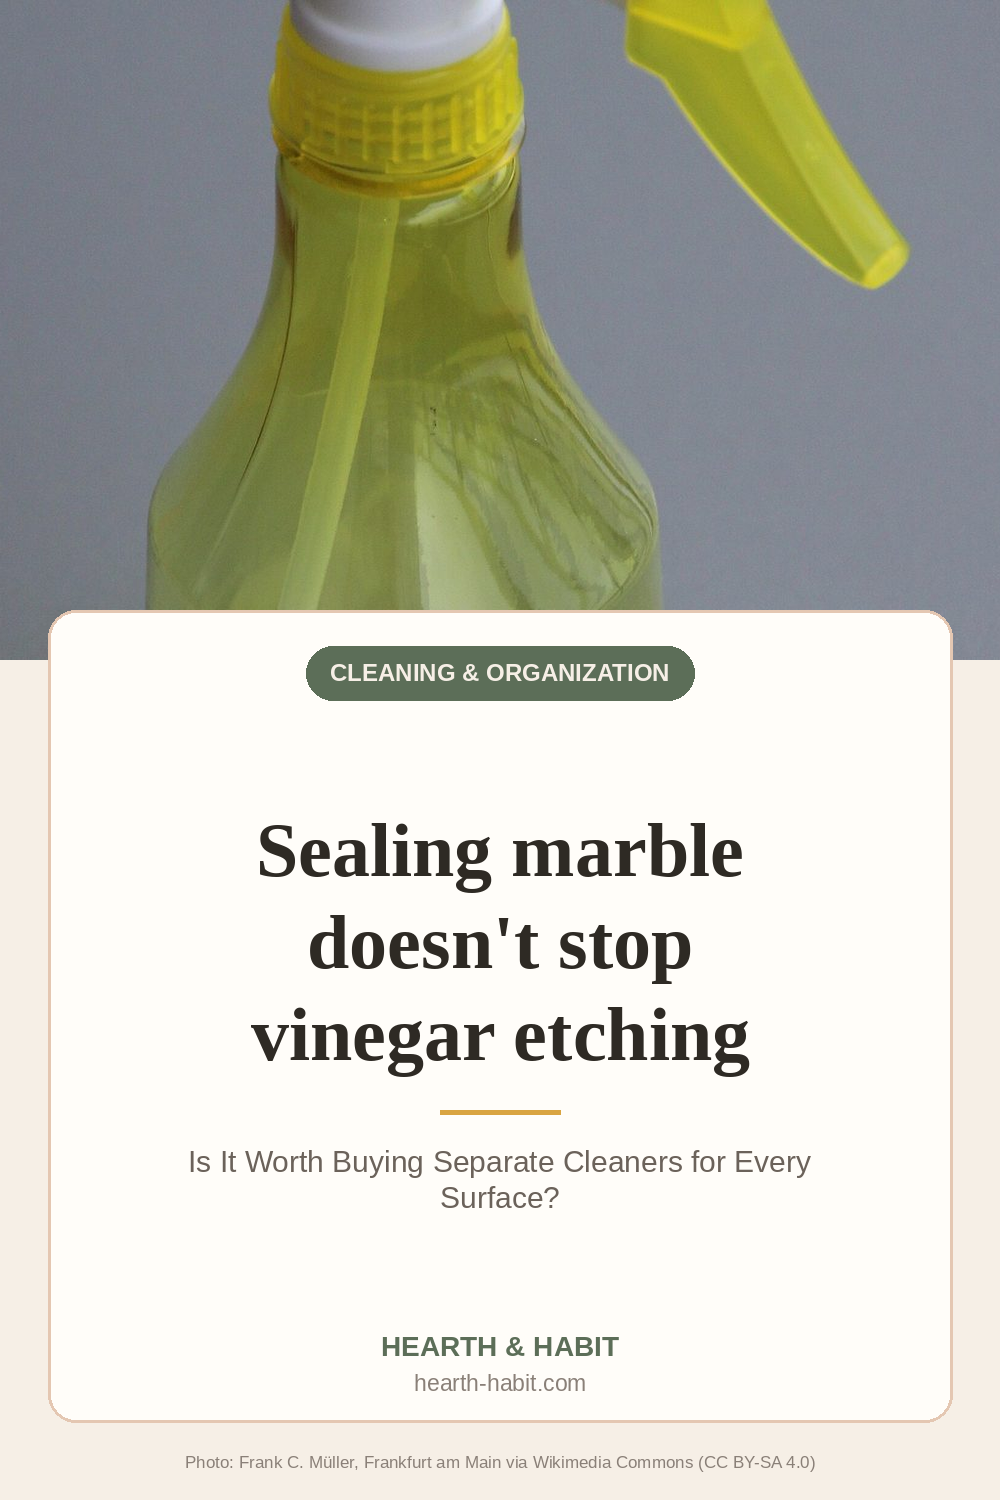 CLEANING & ORGANIZATION
Sealing marble
doesn't stop
vinegar etching
Is It Worth Buying Separate Cleaners for Every
Surface?
HEARTH & HABIT
hearth-habit.com
Photo: Frank C. Müller, Frankfurt am Main via Wikimedia Commons (CC BY-SA 4.0)